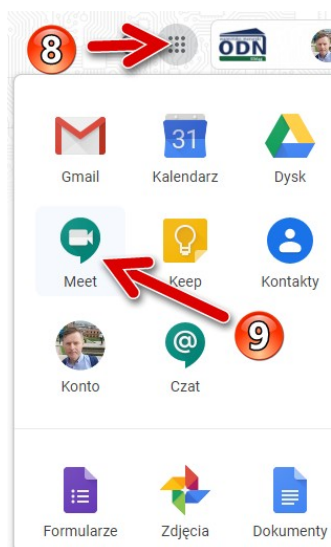 8
ODN
Gmail
31
Kalendarz
Dysk
Meet
Keep
Kontakty
9
Konto
@
Czat
Formularze
Zdjęcia
Dokumenty